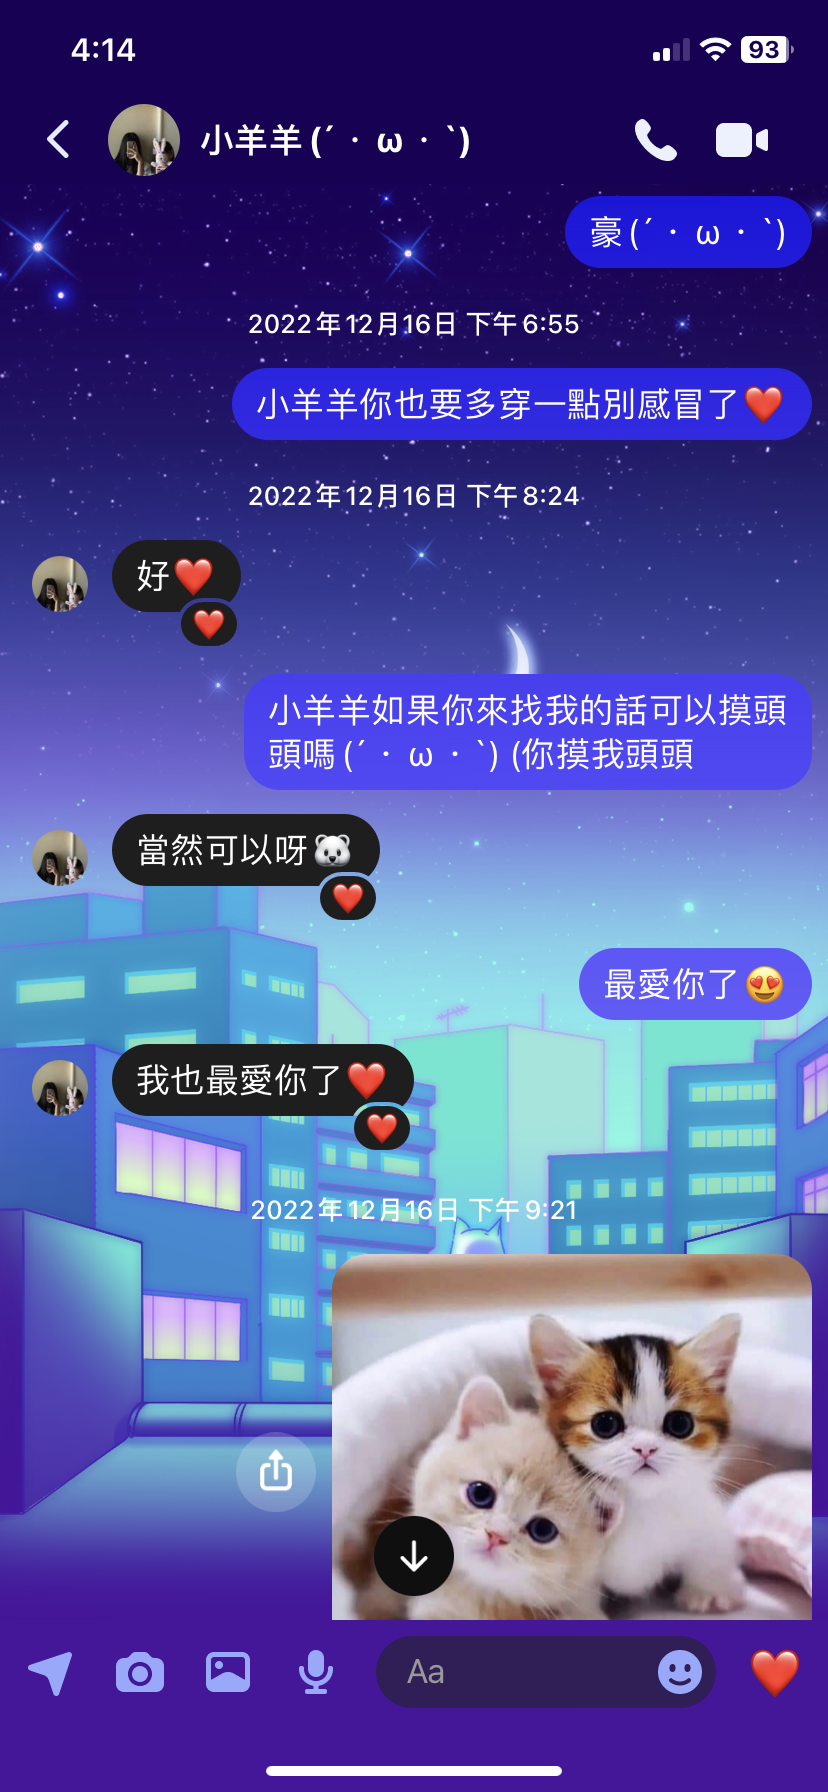 4:14
93
小羊羊 (´・ω・`)
豪 (´・ω・`)
2022年12月16日 下午6:55
小羊羊你也要多穿一點別感冒了❤️
2022年12月16日 下午8:24
好❤️
小羊羊如果你來找我的話可以摸頭
頭嗎 (´・ω・`) (你摸我頭頭
當然可以呀🐻‍❄️
最愛你了😍
我也最愛你了❤️
2022年12月16日 下午9:21
Aa